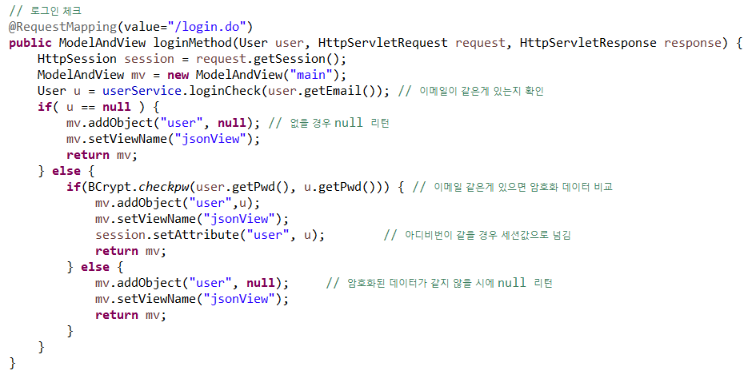 // 로그인 체크
@RequestMapping(value="/login.do")
public ModelAndView loginMethod(User user, HttpServletRequest request, HttpServletResponse response) {
    HttpSession session = request.getSession();
    ModelAndView mv = new ModelAndView("main");
    User u = userService.loginCheck(user.getEmail()); // 이메일이 같은게 있는지 확인
    if( u == null ) {
        mv.addObject("user", null); // 없을 경우 null 리턴
        mv.setViewName("jsonView");
        return mv;
    } else {
        if(BCrypt.checkpw(user.getPwd(), u.getPwd())) { // 이메일 같은게 있으면 암호화 데이터 비교
            mv.addObject("user",u);
            mv.setViewName("jsonView");
            session.setAttribute("user", u);        // 아디비번이 같을 경우 세션값으로 넘김
            return mv;
        } else {
            mv.addObject("user", null);     // 암호화된 데이터가 같지 않을 시에 null 리턴
            mv.setViewName("jsonView");
            return mv;
        }
    }
}